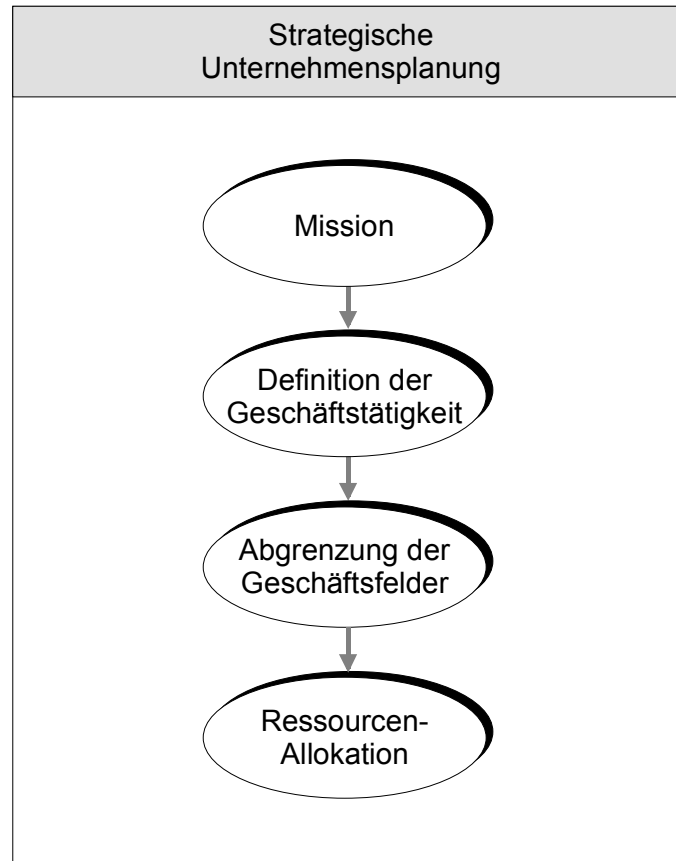 Strategische
Unternehmensplanung
Mission
Definition der
Geschäftstätigkeit
Abgrenzung der
Geschäftsfelder
Ressourcen-
Allokation